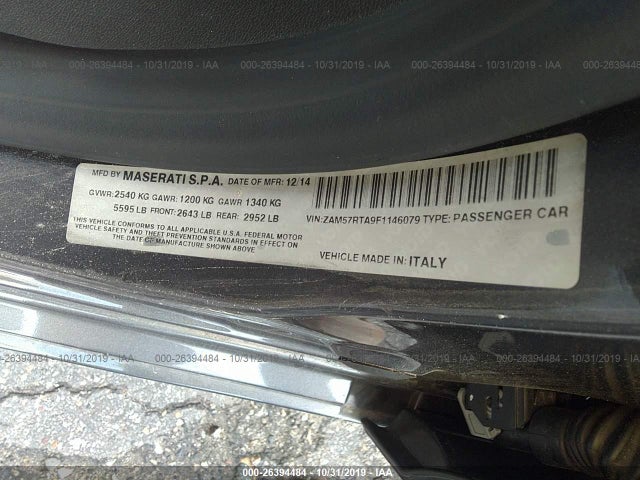 000-26394484 - 10/31/2019 - IAA
000-26394484 - 10/31/2019 - IAA
000-26394484 - 10/31/2019 - IAA
MFD BY MASERATI S.P.A. DATE OF MFR: 12/14
GVWR: 2540 KG GAWR: 1200 KG GAWR 1340 KG
5595 LB FRONT: 2643 LB REAR: 2952 LB
THIS VEHICLE CONFORMS TO ALL APPLICABLE U.S.A. FEDERAL MOTOR
VEHICLE SAFETY AND THEFT PREVENTION STANDARDS IN EFFECT ON
THE DATE OF MANUFACTURE SHOWN ABOVE
VIN: ZAM57RTA9F1146079 TYPE: PASSENGER CAR
VEHICLE MADE IN: ITALY
000-26394484 - 10/31/2019 - IAA
000-26394484 - 10/31/2019 - IAA
000-26394484 - 10/31/2019 - IAA
000-26394484 - 10/31/2019 - IAA